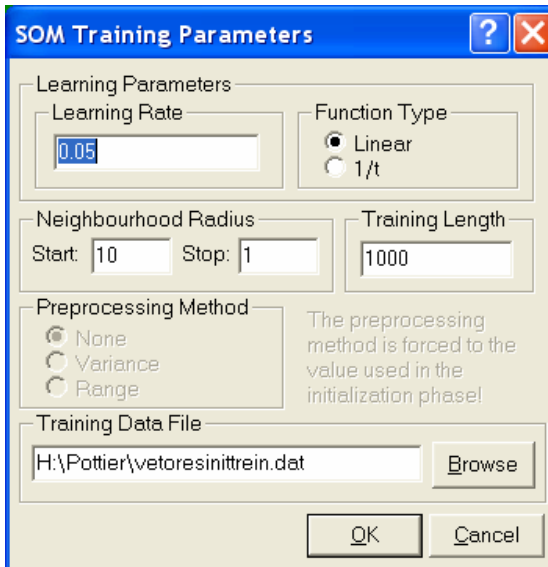 SOM Training Parameters
Learning Parameters
Learning Rate
0.05
Function Type
Linear
1/t
Neighbourhood Radius
Start: 10 Stop: 1
Training Length
1000
Preprocessing Method
None
Variance
Range
The preprocessing
method is forced to the
value used in the
initialization phase!
Training Data File
H:\Pottier\vetoresinittrein.dat
Browse
OK Cancel